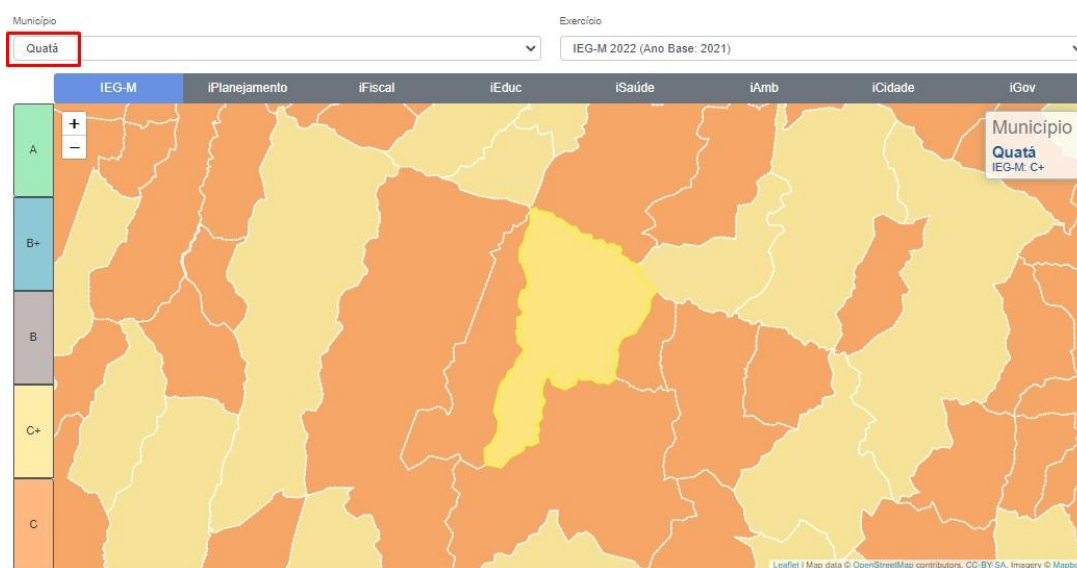 Município
Exercício
Quatá
IEG-M 2022 (Ano Base: 2021)
IEG-M iPlanejamento iFiscal iEduc iSaúde iAmb iCidade iGov
+
−
Município
Quatá
IEG-M: C+
A
B+
B
C+
C
Leaflet | Map data © OpenStreetMap contributors, CC-BY-SA, Imagery ©